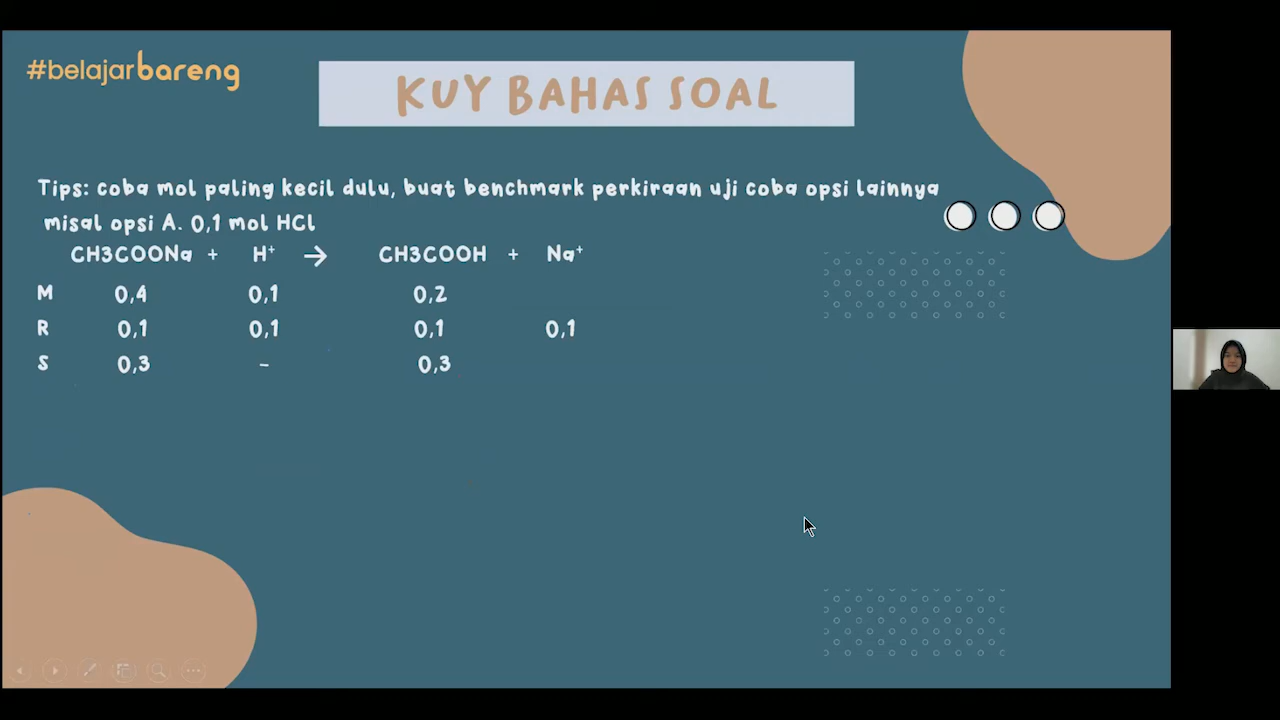 #belajarbareng
KUY BAHAS SOAL
Tips: coba mol paling kecil dulu, buat benchmark perkiraan uji coba opsi lainnya
misal opsi A. 0,1 mol HCl
CH3COONa + H⁺ → CH3COOH + Na⁺
M 0,4 0,1 0,2
R 0,1 0,1 0,1 0,1
S 0,3 - 0,3